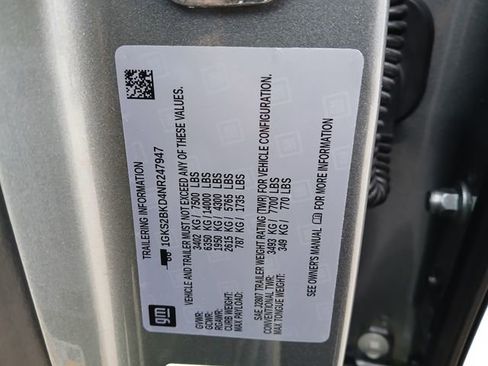 TRAILERING INFORMATION
1GKS2BKD4NR247947
VEHICLE AND TRAILER MUST NOT EXCEED ANY OF THESE VALUES.
GVWR: 3402 KG / 7500 LBS
GCWR: 6350 KG / 14000 LBS
RGAWR: 1950 KG / 4300 LBS
CURB WEIGHT: 2615 KG / 5765 LBS
MAX PAYLOAD: 787 KG / 1735 LBS
SAE J2807 TRAILER WEIGHT RATING (TWR) FOR VEHICLE CONFIGURATION.
CONVENTIONAL TWR: 3493 KG / 7700 LBS
MAX TONGUE WEIGHT: 349 KG / 770 LBS
SEE OWNER'S MANUAL FOR MORE INFORMATION
gm